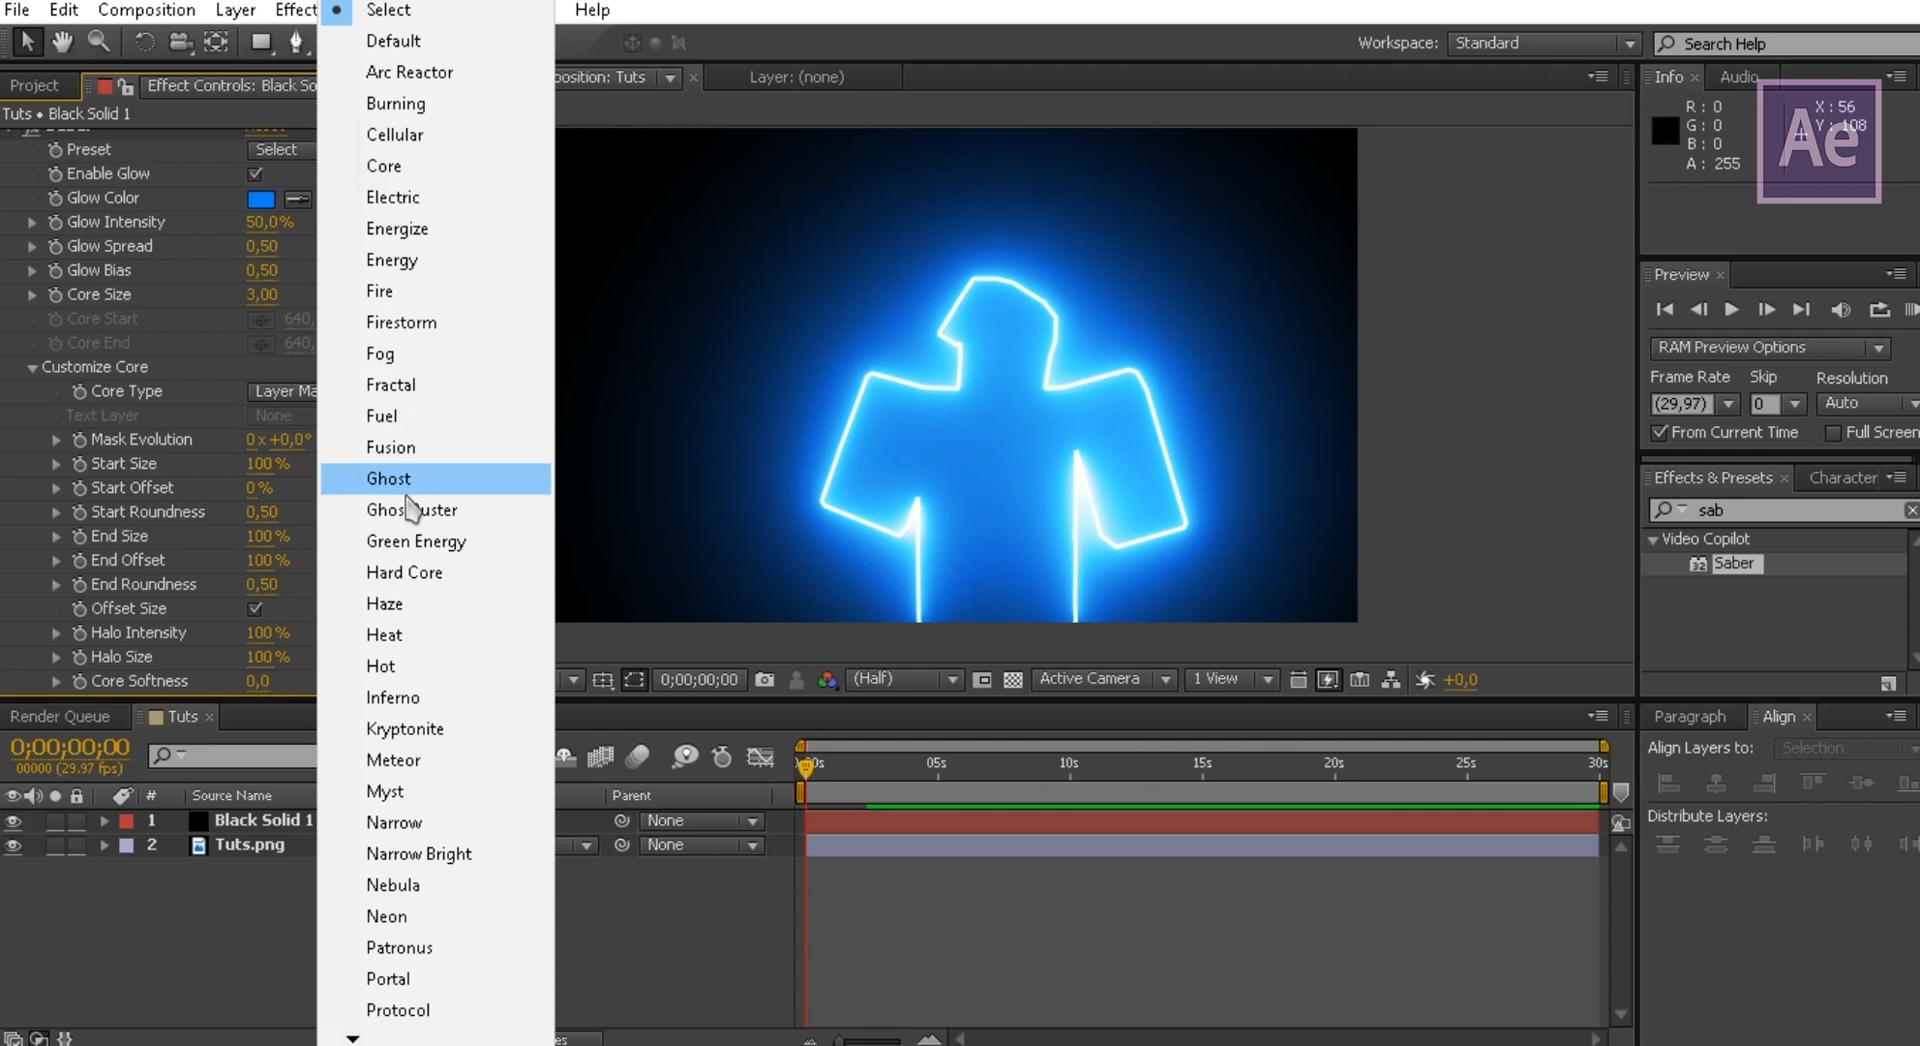 File Edit Composition Layer Effect Help
Select
Default
Arc Reactor
Burning
Cellular
Core
Electric
Energize
Energy
Fire
Firestorm
Fog
Fractal
Fuel
Fusion
Ghost
Green Energy
Hard Core
Haze
Heat
Hot
Inferno
Kryptonite
Meteor
Myst
Narrow
Narrow Bright
Nebula
Neon
Patronus
Portal
Protocol
Workspace: Standard Search Help
Project Effect Controls: Black So
Tuts • Black Solid 1
Preset Select
Enable Glow
Glow Color
Glow Intensity 50,0%
Glow Spread 0,50
Glow Bias 0,50
Core Size 3,00
Core Start 640,
Core End 640,
Customize Core
Core Type Layer Ma
Text Layer None
Mask Evolution 0x+0,0°
Start Size 100%
Start Offset 0%
Start Roundness 0,50
End Size 100%
End Offset 100%
End Roundness 0,50
Offset Size
Halo Intensity 100%
Halo Size 100%
Core Softness 0,0
position: Tuts Layer: (none)
0;00;00;00 (Half) Active Camera 1 View +0,0
Info Audio
R: 0 X: 56
G: 0 Y: 108
B: 0
A: 255
Ae
Preview
RAM Preview Options
Frame Rate Skip Resolution
(29,97) 0 Auto
From Current Time Full Screen
Effects & Presets Character
sab
Video Copilot
32 Saber
Render Queue Tuts
0;00;00;00
00000 (29.97 fps)
# Source Name Parent
1 Black Solid 1 None
2 Tuts.png None
05s 10s 15s 20s 25s 30s
Paragraph Align
Align Layers to: Selection
Distribute Layers: